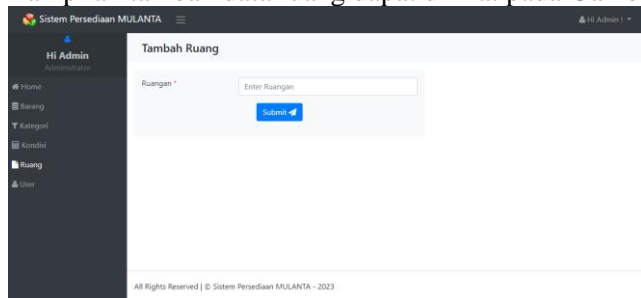 Sistem Persediaan MULANTA
Hi Admin !
Hi Admin
Administrator
Home
Barang
Kategori
Kondisi
Ruang
User
Tambah Ruang
Ruangan *
Enter Ruangan
Submit
All Rights Reserved | © Sistem Persediaan MULANTA - 2023